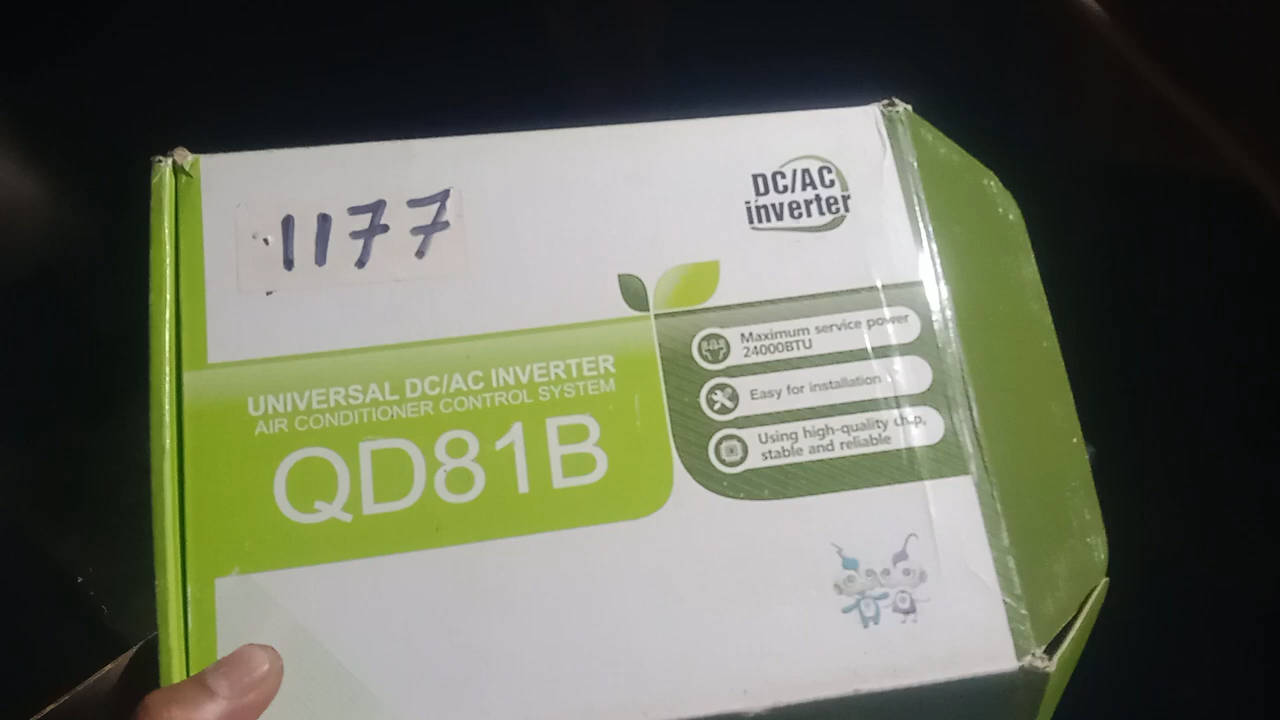 1177
DC/AC
inverter
UNIVERSAL DC/AC INVERTER
AIR CONDITIONER CONTROL SYSTEM
QD81B
Maximum service power
24000BTU
Easy for installation
Using high-quality chip,
stable and reliable